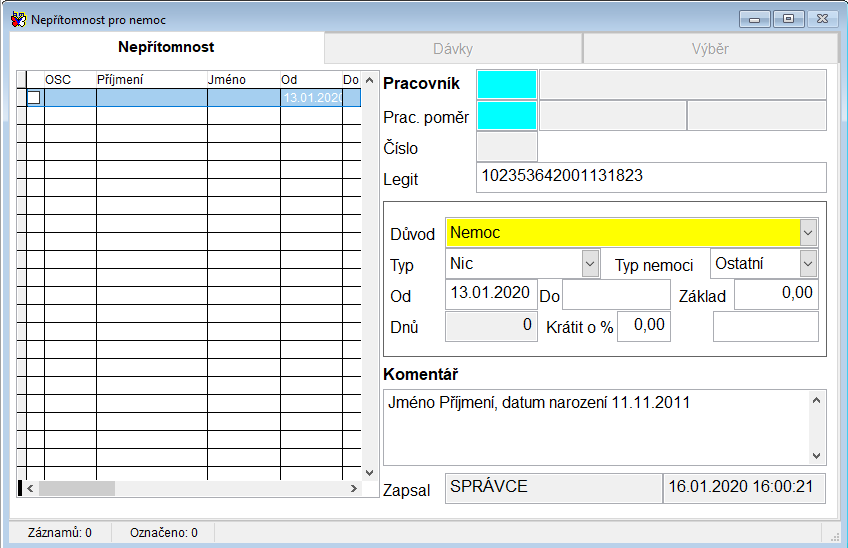 Nepřítomnost pro nemoc
Nepřítomnost Dávky Výběr
OSC Příjmení Jméno Od Do
13.01.2020
Pracovník
Prac. poměr
Číslo
Legit 102353642001131823
Důvod Nemoc
Typ Nic Typ nemoci Ostatní
Od 13.01.2020 Do Základ 0,00
Dnů 0 Krátit o % 0,00
Komentář
Jméno Příjmení, datum narození 11.11.2011
Zapsal SPRÁVCE 16.01.2020 16:00:21
Záznamů: 0 Označeno: 0